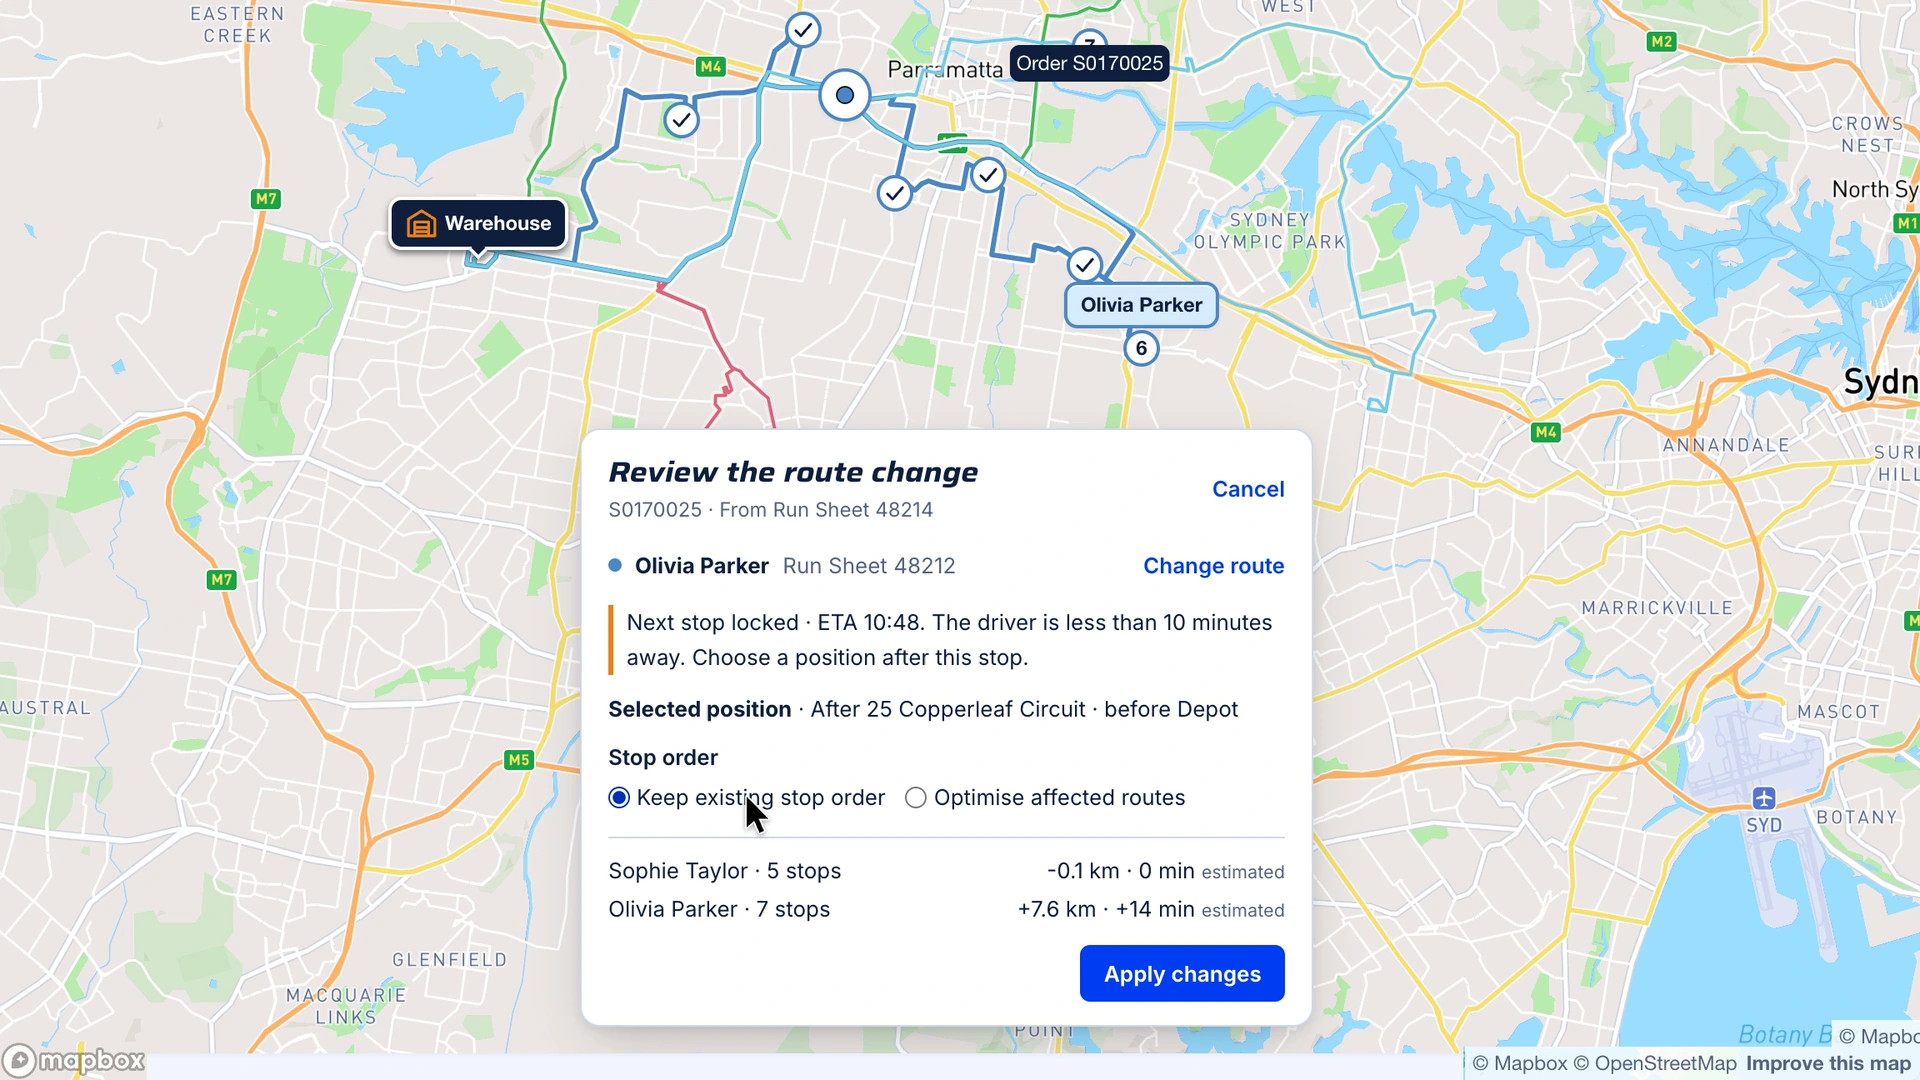 EASTERN
CREEK
WEST
M2
M4
Parramatta
7
Order S0170025
CROWS
NEST
M7
North Sy
M1
Warehouse
SYDNEY
OLYMPIC PARK
Olivia Parker
6
Sydn
M4
ANNANDALE
SURR
HILL
Review the route change
S0170025 · From Run Sheet 48214
Cancel
Olivia Parker Run Sheet 48212
Change route
M7
MARRICKVILLE
M
Next stop locked · ETA 10:48. The driver is less than 10 minutes
away. Choose a position after this stop.
AUSTRAL
Selected position · After 25 Copperleaf Circuit · before Depot
MASCOT
M5
Stop order
Keep existing stop order
Optimise affected routes
SYD
BOTANY
Sophie Taylor · 5 stops
-0.1 km · 0 min estimated
Olivia Parker · 7 stops
+7.6 km · +14 min estimated
GLENFIELD
Apply changes
MACQUARIE
LINKS
POINT
Botany B
© Mapbo
mapbox
© Mapbox © OpenStreetMap Improve this map